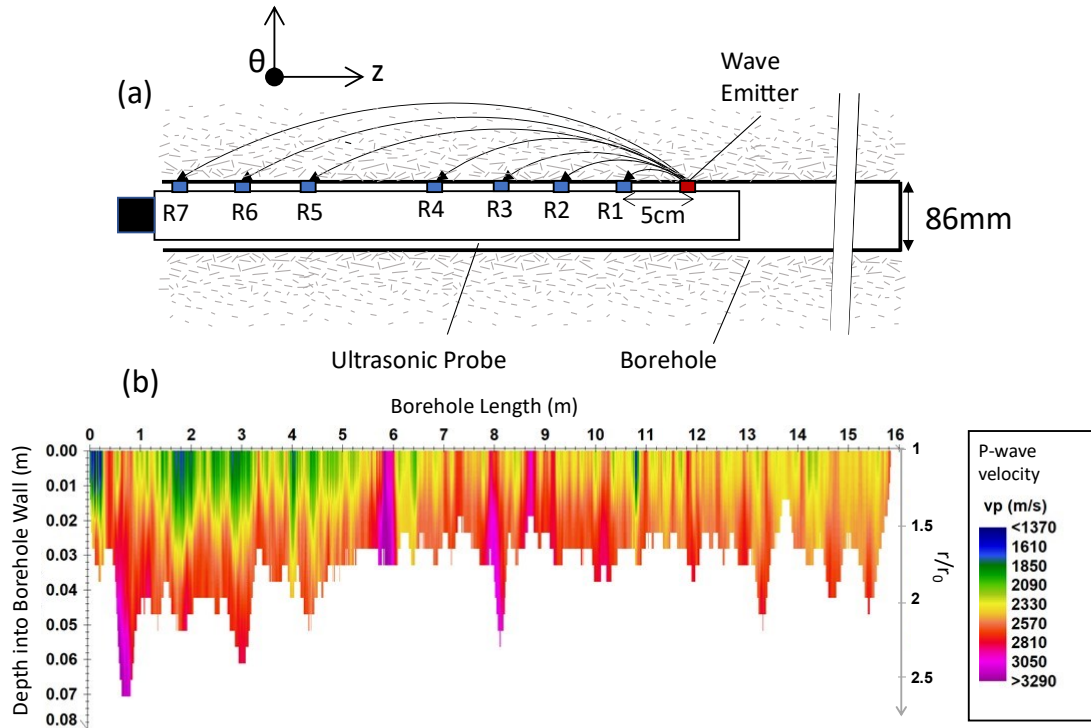 (a)
θ
z
Wave
Emitter
R7
R6
R5
R4
R3
R2
R1
5cm
86mm
Ultrasonic Probe
Borehole
(b)
Borehole Length (m)
0 1 2 3 4 5 6 7 8 9 10 11 12 13 14 15 16
Depth into Borehole Wall (m)
0.00
0.01
0.02
0.03
0.04
0.05
0.06
0.07
0.08
1
1.5
2
2.5
r/r0
P-wave
velocity
vp (m/s)
<1370
1610
1850
2090
2330
2570
2810
3050
>3290